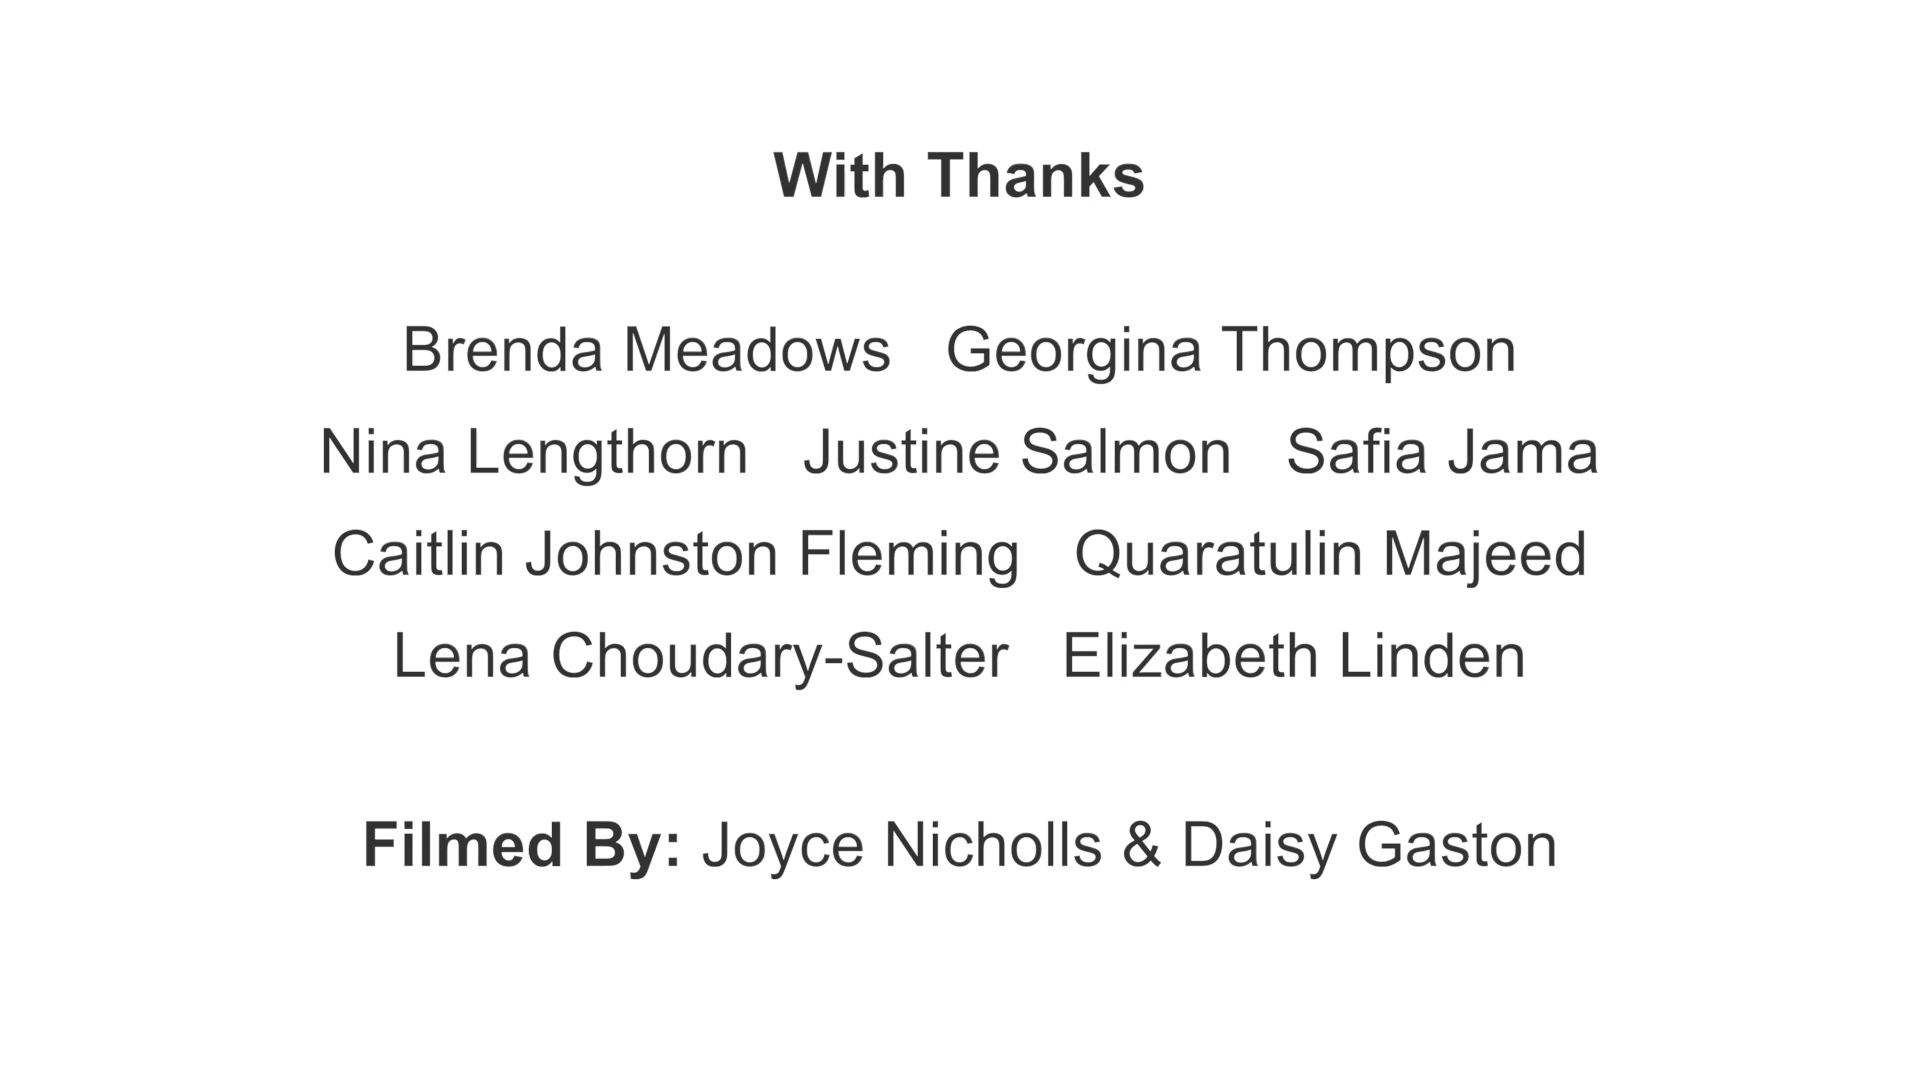 With Thanks
Brenda Meadows   Georgina Thompson
Nina Lengthorn   Justine Salmon   Safia Jama
Caitlin Johnston Fleming   Quaratulin Majeed
Lena Choudary-Salter   Elizabeth Linden
Filmed By: Joyce Nicholls & Daisy Gaston